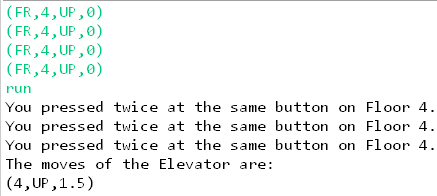 (FR,4,UP,0)
(FR,4,UP,0)
(FR,4,UP,0)
(FR,4,UP,0)
run
You pressed twice at the same button on Floor 4.
You pressed twice at the same button on Floor 4.
You pressed twice at the same button on Floor 4.
The moves of the Elevator are:
(4,UP,1.5)